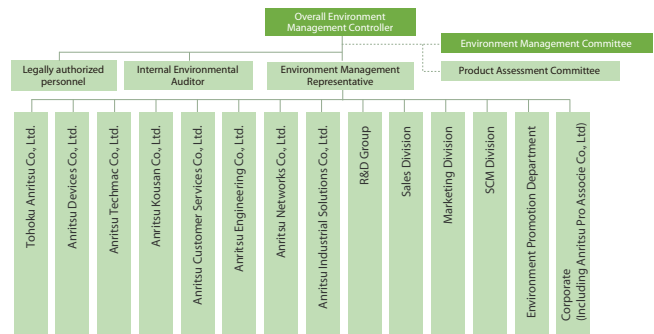 Overall Environment
Management Controller
Environment Management Committee
Legally authorized
personnel
Internal Environmental
Auditor
Environment Management
Representative
Product Assessment Committee
Tohoku Anritsu Co., Ltd.
Anritsu Devices Co., Ltd.
Anritsu Techmac Co., Ltd.
Anritsu Kousan Co., Ltd.
Anritsu Customer Services Co., Ltd.
Anritsu Engineering Co., Ltd.
Anritsu Networks Co., Ltd.
Anritsu Industrial Solutions Co., Ltd.
R&D Group
Sales Division
Marketing Division
SCM Division
Environment Promotion Department
Corporate
(Including Anritsu Pro Associe Co., Ltd)